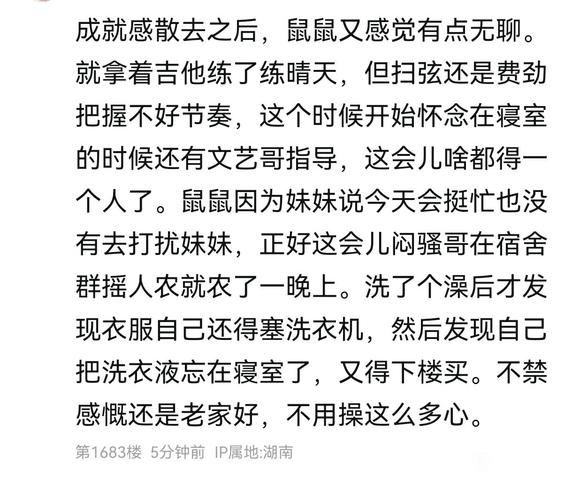 成就感散去之后，鼠鼠又感觉有点无聊。
就拿着吉他练了练晴天，但扫弦还是费劲
把握不好节奏，这个时候开始怀念在寝室
的时候还有文艺哥指导，这会儿啥都得一
个人了。鼠鼠因为妹妹说今天会挺忙也没
有去打扰妹妹，正好这会儿闷骚哥在宿舍
群摇人农就农了一晚上。洗了个澡后才发
现衣服自己还得塞洗衣机，然后发现自己
把洗衣液忘在寝室了，又得下楼买。不禁
感慨还是老家好，不用操这么多心。
第1683楼 5分钟前 IP属地:湖南